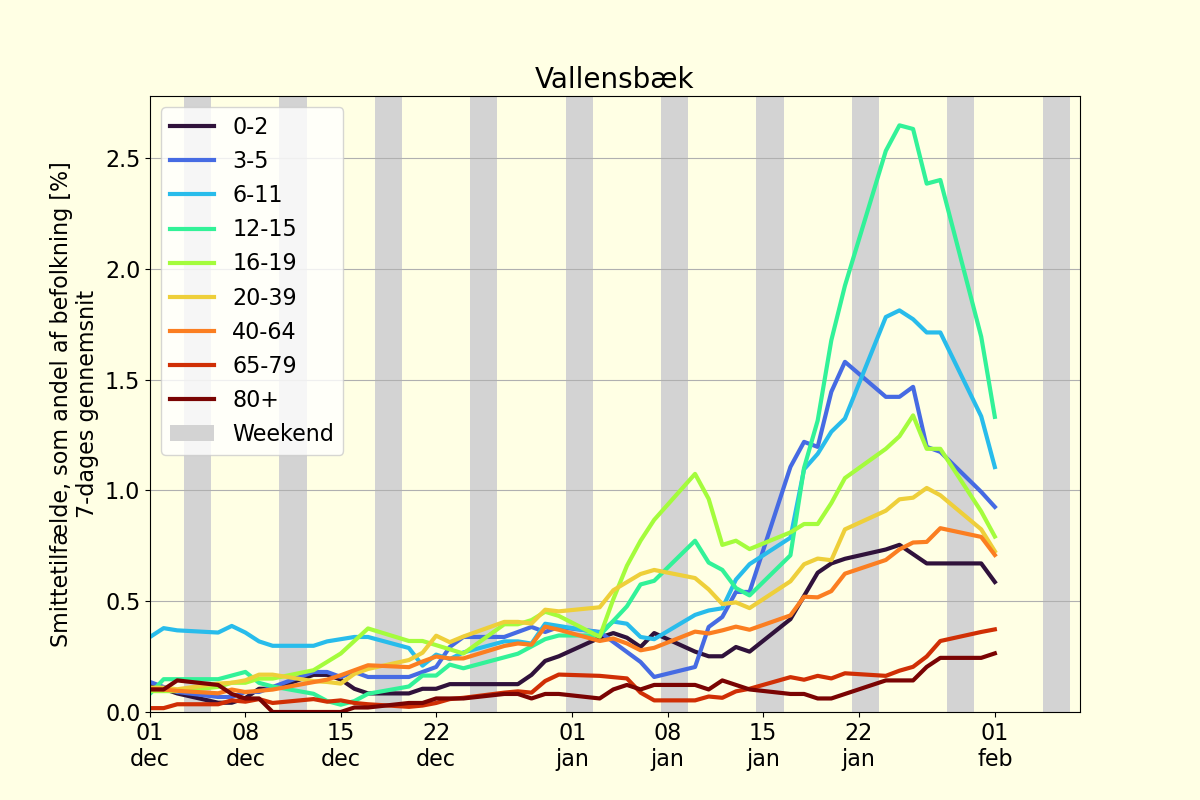 Vallensbæk
Smittetilfælde, som andel af befolkning [%]
7-dages gennemsnit
2.5
2.0
1.5
1.0
0.5
0.0
0-2
3-5
6-11
12-15
16-19
20-39
40-64
65-79
80+
Weekend
01 08 15 22 01 08 15 22 01
dec dec dec dec jan jan jan jan feb